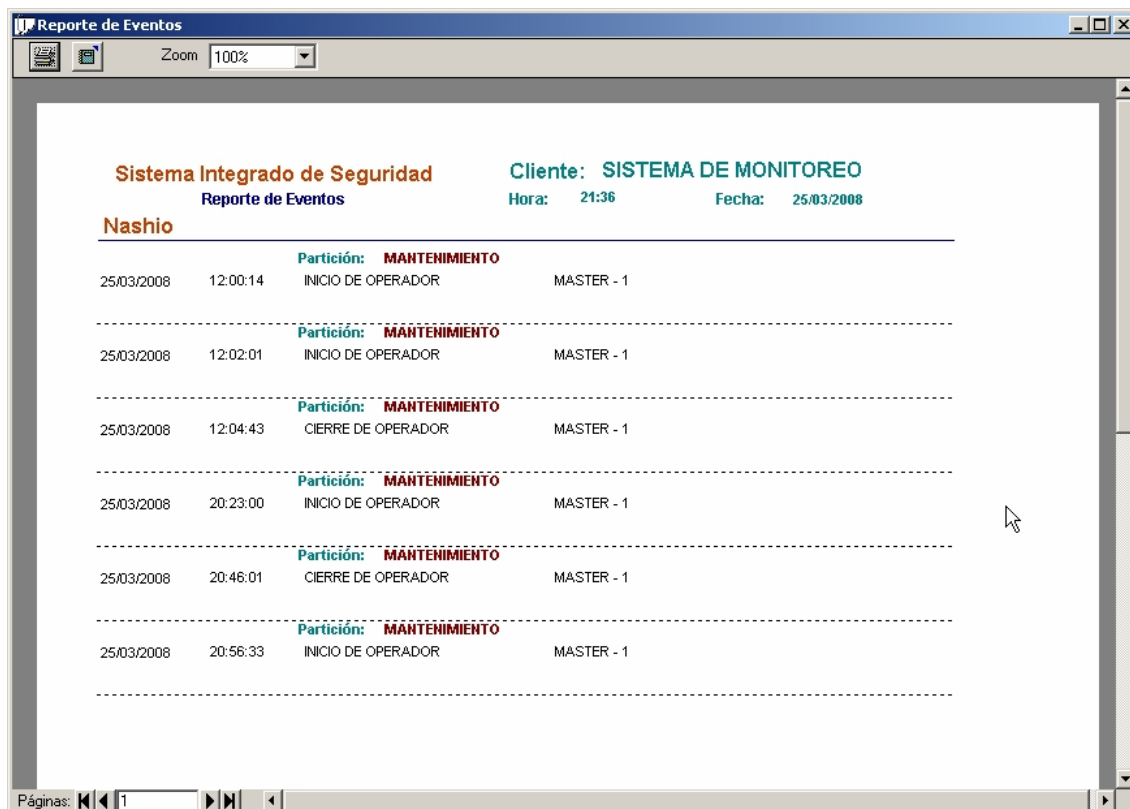 Reporte de Eventos
Zoom 100%
Sistema Integrado de Seguridad Cliente: SISTEMA DE MONITOREO
Reporte de Eventos Hora: 21:36 Fecha: 25/03/2008
Nashio
Partición: MANTENIMIENTO
25/03/2008 12:00:14 INICIO DE OPERADOR MASTER - 1
Partición: MANTENIMIENTO
25/03/2008 12:02:01 INICIO DE OPERADOR MASTER - 1
Partición: MANTENIMIENTO
25/03/2008 12:04:43 CIERRE DE OPERADOR MASTER - 1
Partición: MANTENIMIENTO
25/03/2008 20:23:00 INICIO DE OPERADOR MASTER - 1
Partición: MANTENIMIENTO
25/03/2008 20:46:01 CIERRE DE OPERADOR MASTER - 1
Partición: MANTENIMIENTO
25/03/2008 20:56:33 INICIO DE OPERADOR MASTER - 1
Páginas: 1